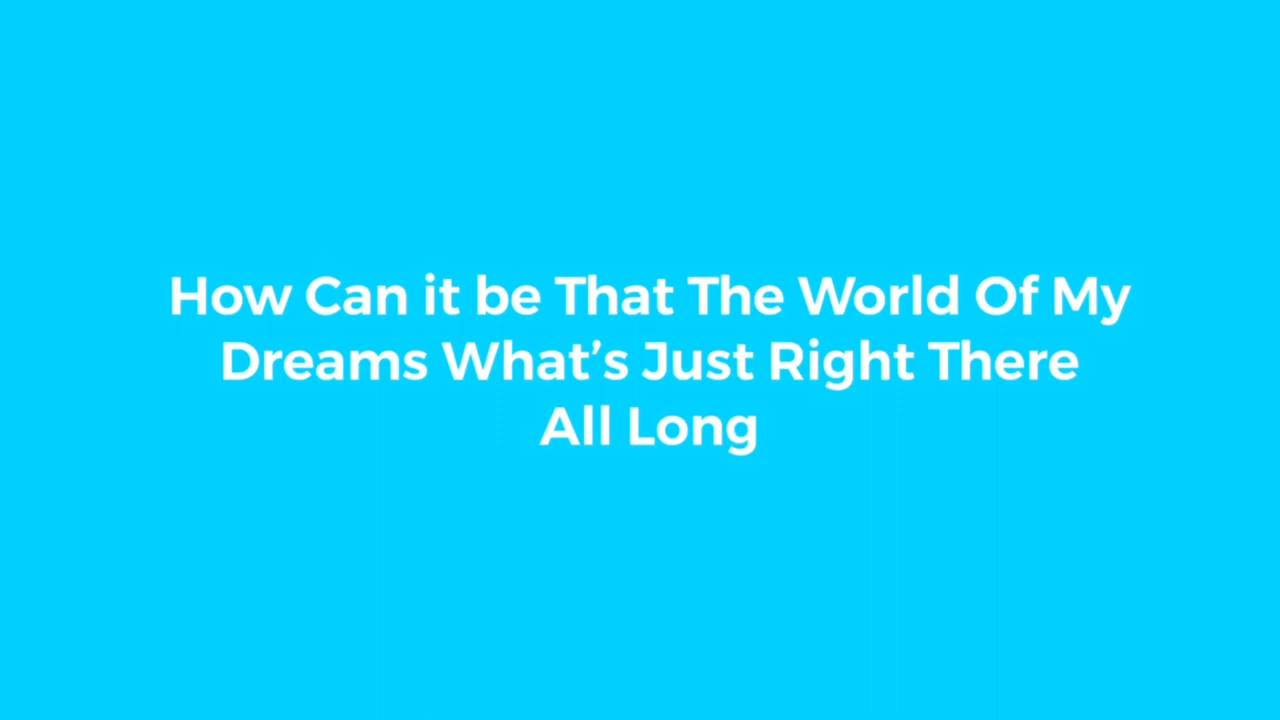 How Can it be That The World Of My
Dreams What’s Just Right There
All Long